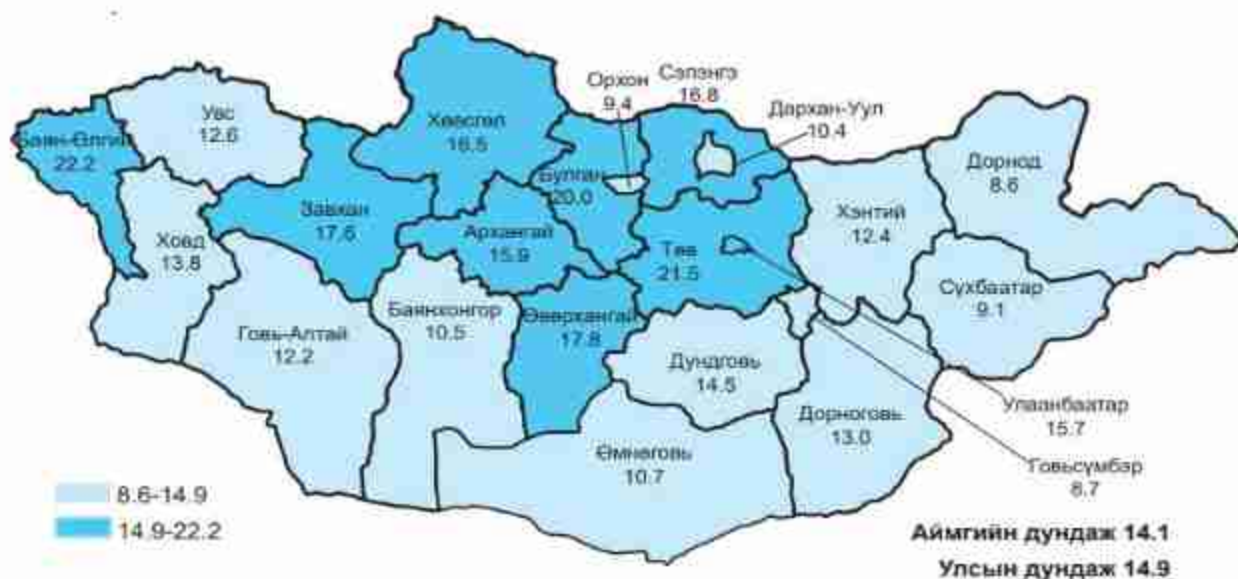 Орхон
9.4
Сэлэнгэ
16.8
Дархан-Уул
10.4
Увс
12.6
Хөвсгөл
16.5
Баян-Өлгий
22.2
Дорнод
8.6
Булган
20.0
Завхан
17.6
Хэнтий
12.4
Ховд
13.8
Архангай
15.9
Төв
21.5
Сүхбаатар
9.1
Баянхонгор
10.5
Өвөрхангай
17.8
Говь-Алтай
12.2
Дундговь
14.5
Улаанбаатар
15.7
Дорноговь
13.0
Өмнөговь
10.7
Говьсүмбэр
8.7
8.6-14.9
14.9-22.2
Аймгийн дундаж 14.1
Улсын дундаж 14.9